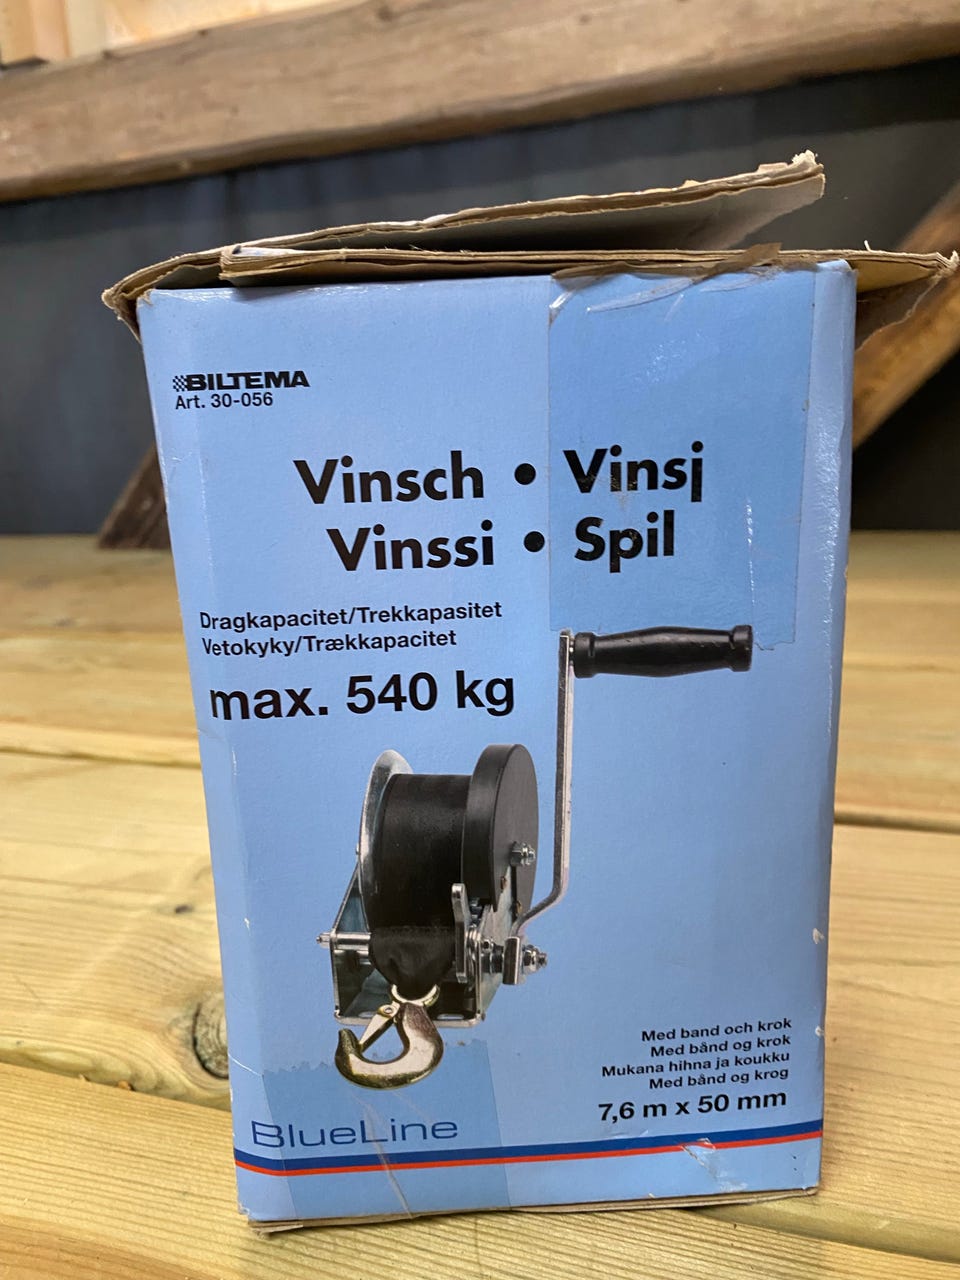 BILTEMA
Art. 30-056
Vinsch • Vinsj
Vinssi • Spil
Dragkapacitet/Trekkapasitet
Vetokyky/Trækkapacitet
max. 540 kg
Med band och krok
Med bånd og krok
Mukana hihna ja koukku
Med bånd og krog
7,6 m x 50 mm
BlueLine